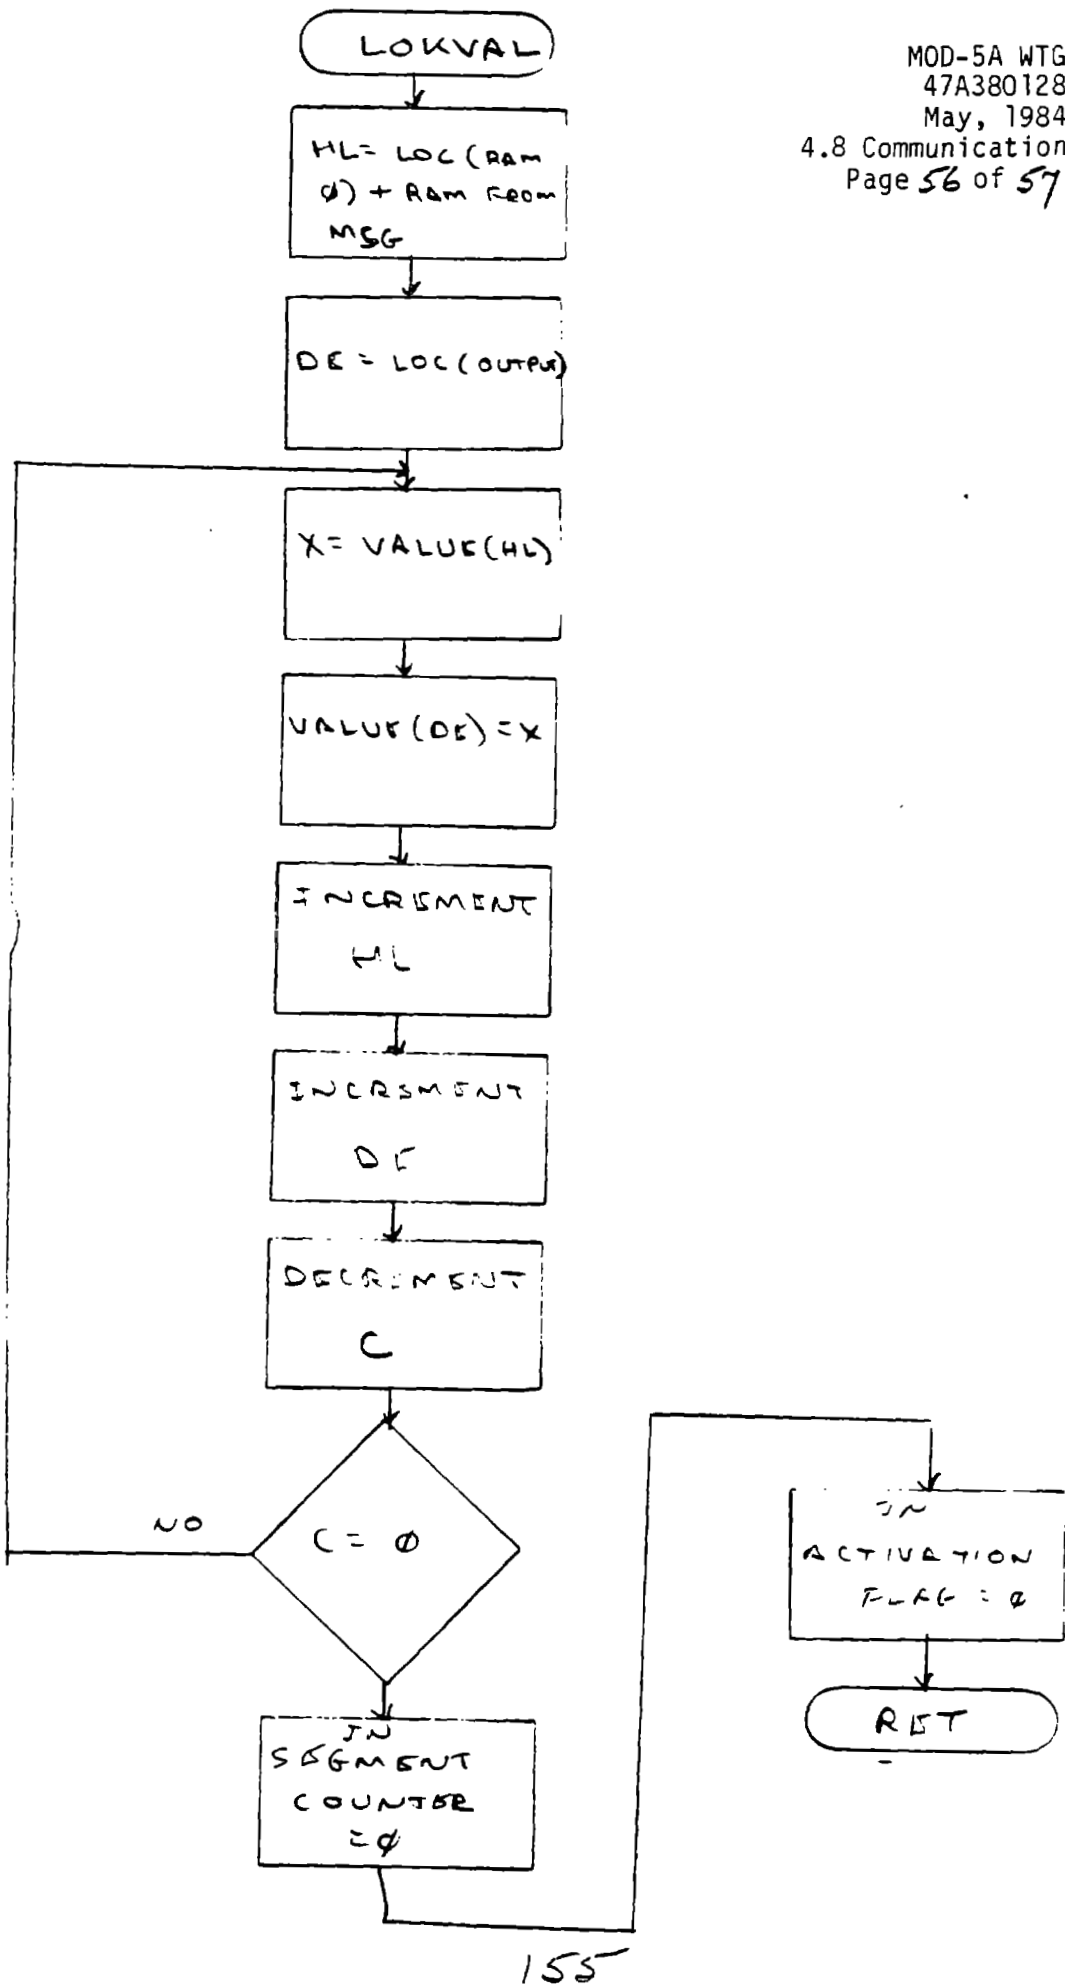 LOKVAL
MOD-5A WTG
47A380128
May, 1984
4.8 Communication
Page 56 of 57
HL= LOC (RAM
Ø) + RAM FROM
MSG
DE = LOC (OUTPUT)
X= VALUE(HL)
VALUE(DE) = X
INCREMENT
HL
INCREMENT
DE
DECREMENT
C
C = Ø
NO
IN
SEGMENT
COUNTER
= Ø
IN
ACTIVATION
FLAG = Ø
RET
155